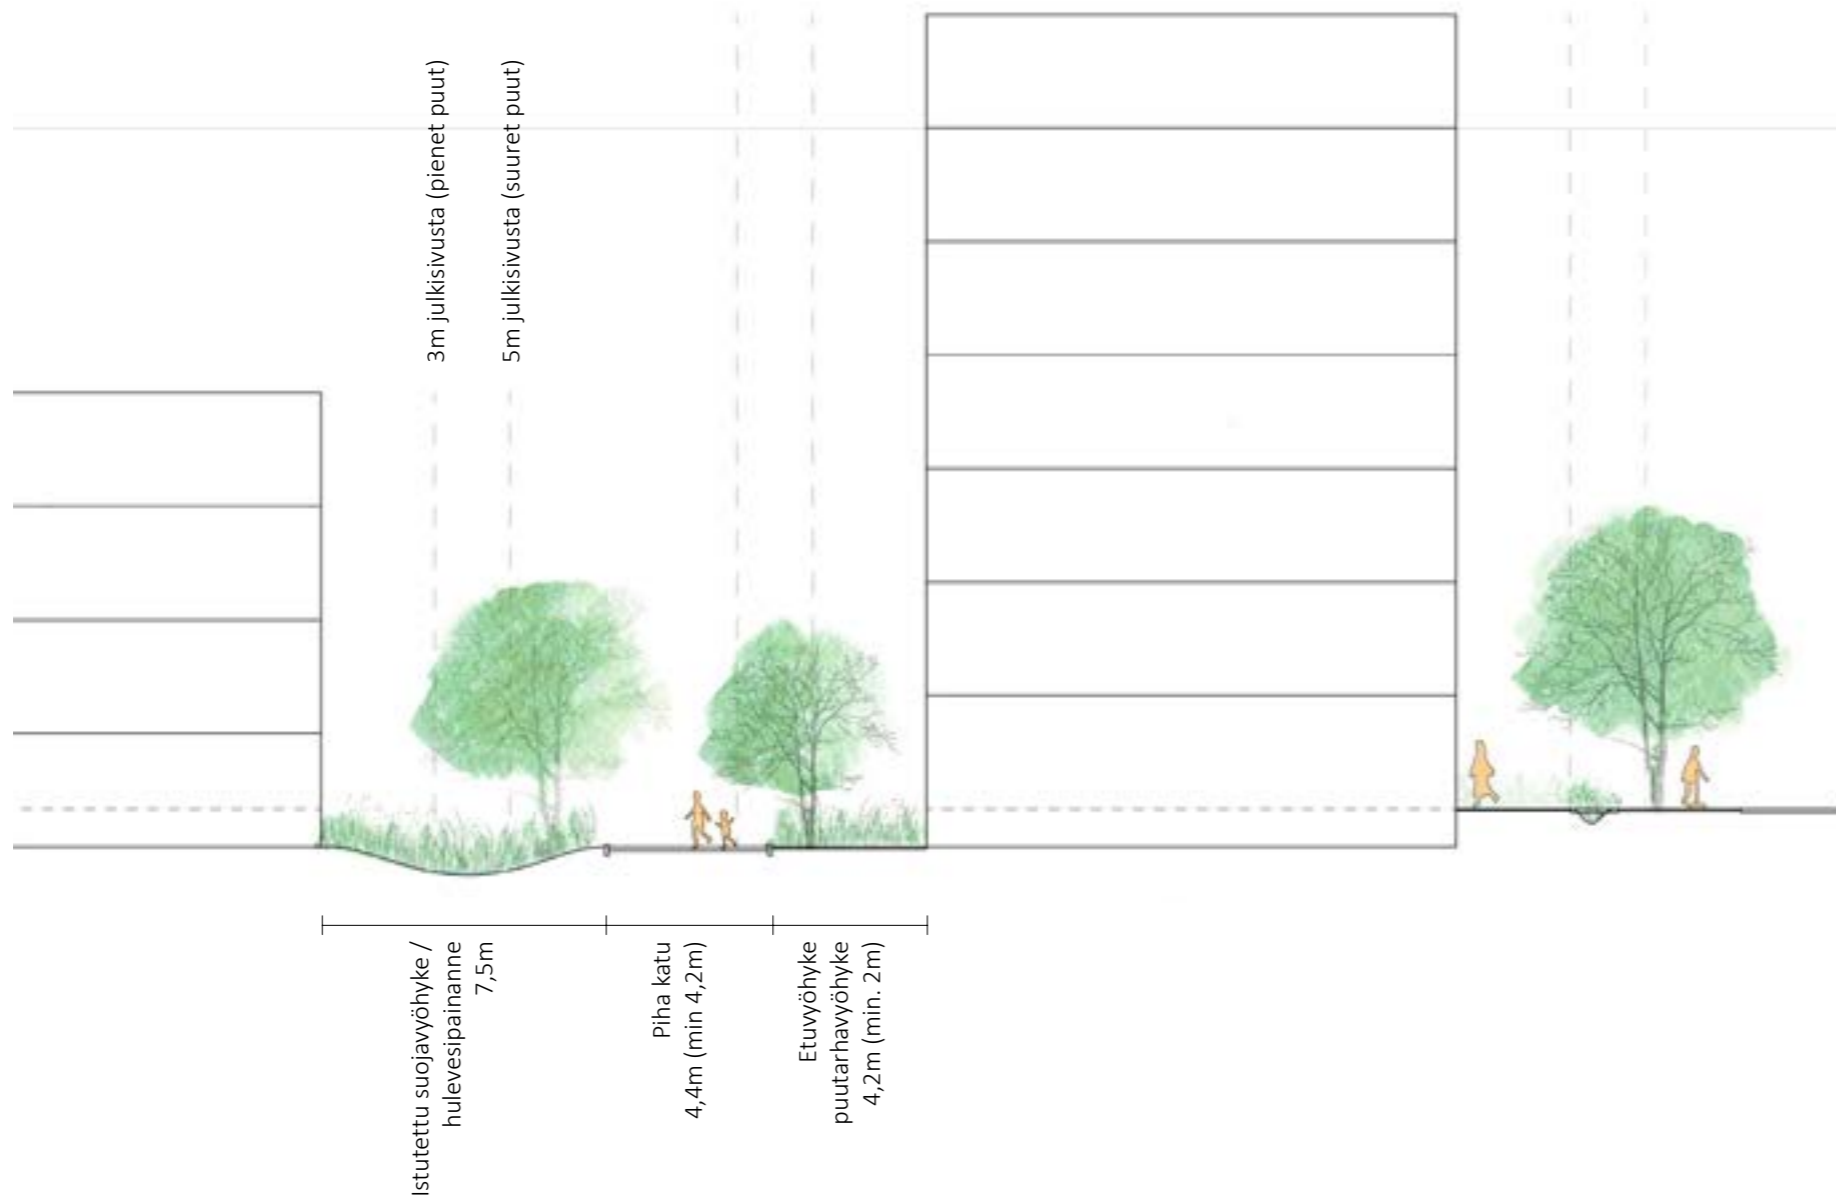 3m julkisivusta (pienet puut)
5m julkisivusta (suuret puut)
Istutettu suojavyöhyke /
hulevesipainanne
7,5m
Piha katu
4,4m (min 4,2m)
Etuvyöhyke
puutarhavyöhyke
4,2m (min. 2m)